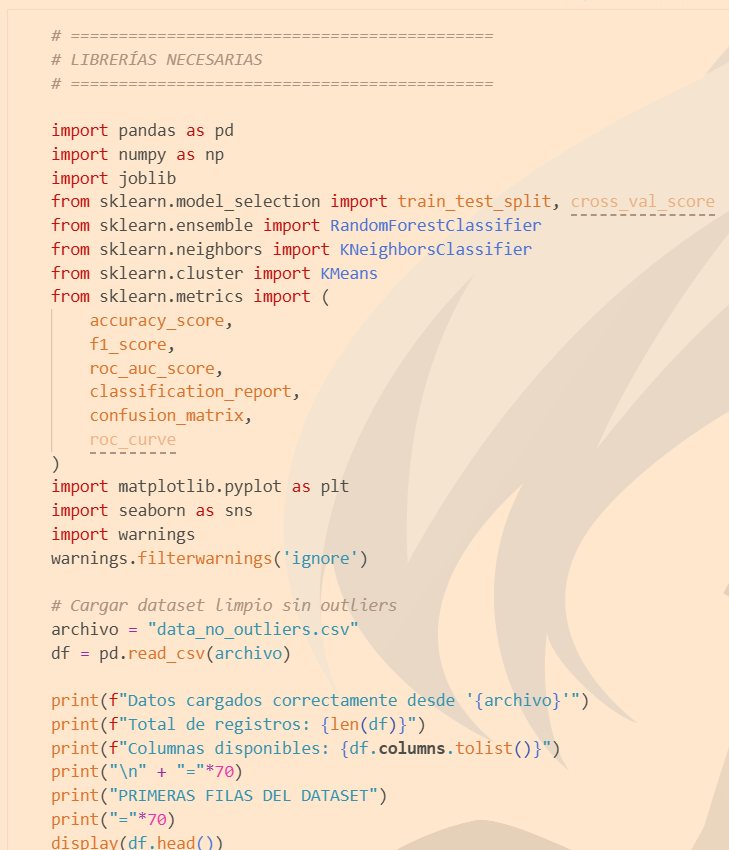 # ============================================
# LIBRERÍAS NECESARIAS
# ============================================
import pandas as pd
import numpy as np
import joblib
from sklearn.model_selection import train_test_split, cross_val_score
from sklearn.ensemble import RandomForestClassifier
from sklearn.neighbors import KNeighborsClassifier
from sklearn.cluster import KMeans
from sklearn.metrics import (
    accuracy_score,
    f1_score,
    roc_auc_score,
    classification_report,
    confusion_matrix,
    roc_curve
)
import matplotlib.pyplot as plt
import seaborn as sns
import warnings
warnings.filterwarnings('ignore')
# Cargar dataset limpio sin outliers
archivo = "data_no_outliers.csv"
df = pd.read_csv(archivo)
print(f"Datos cargados correctamente desde '{archivo}'")
print(f"Total de registros: {len(df)}")
print(f"Columnas disponibles: {df.columns.tolist()}")
print("\n" + "="*70)
print("PRIMERAS FILAS DEL DATASET")
print("="*70)
display(df.head())